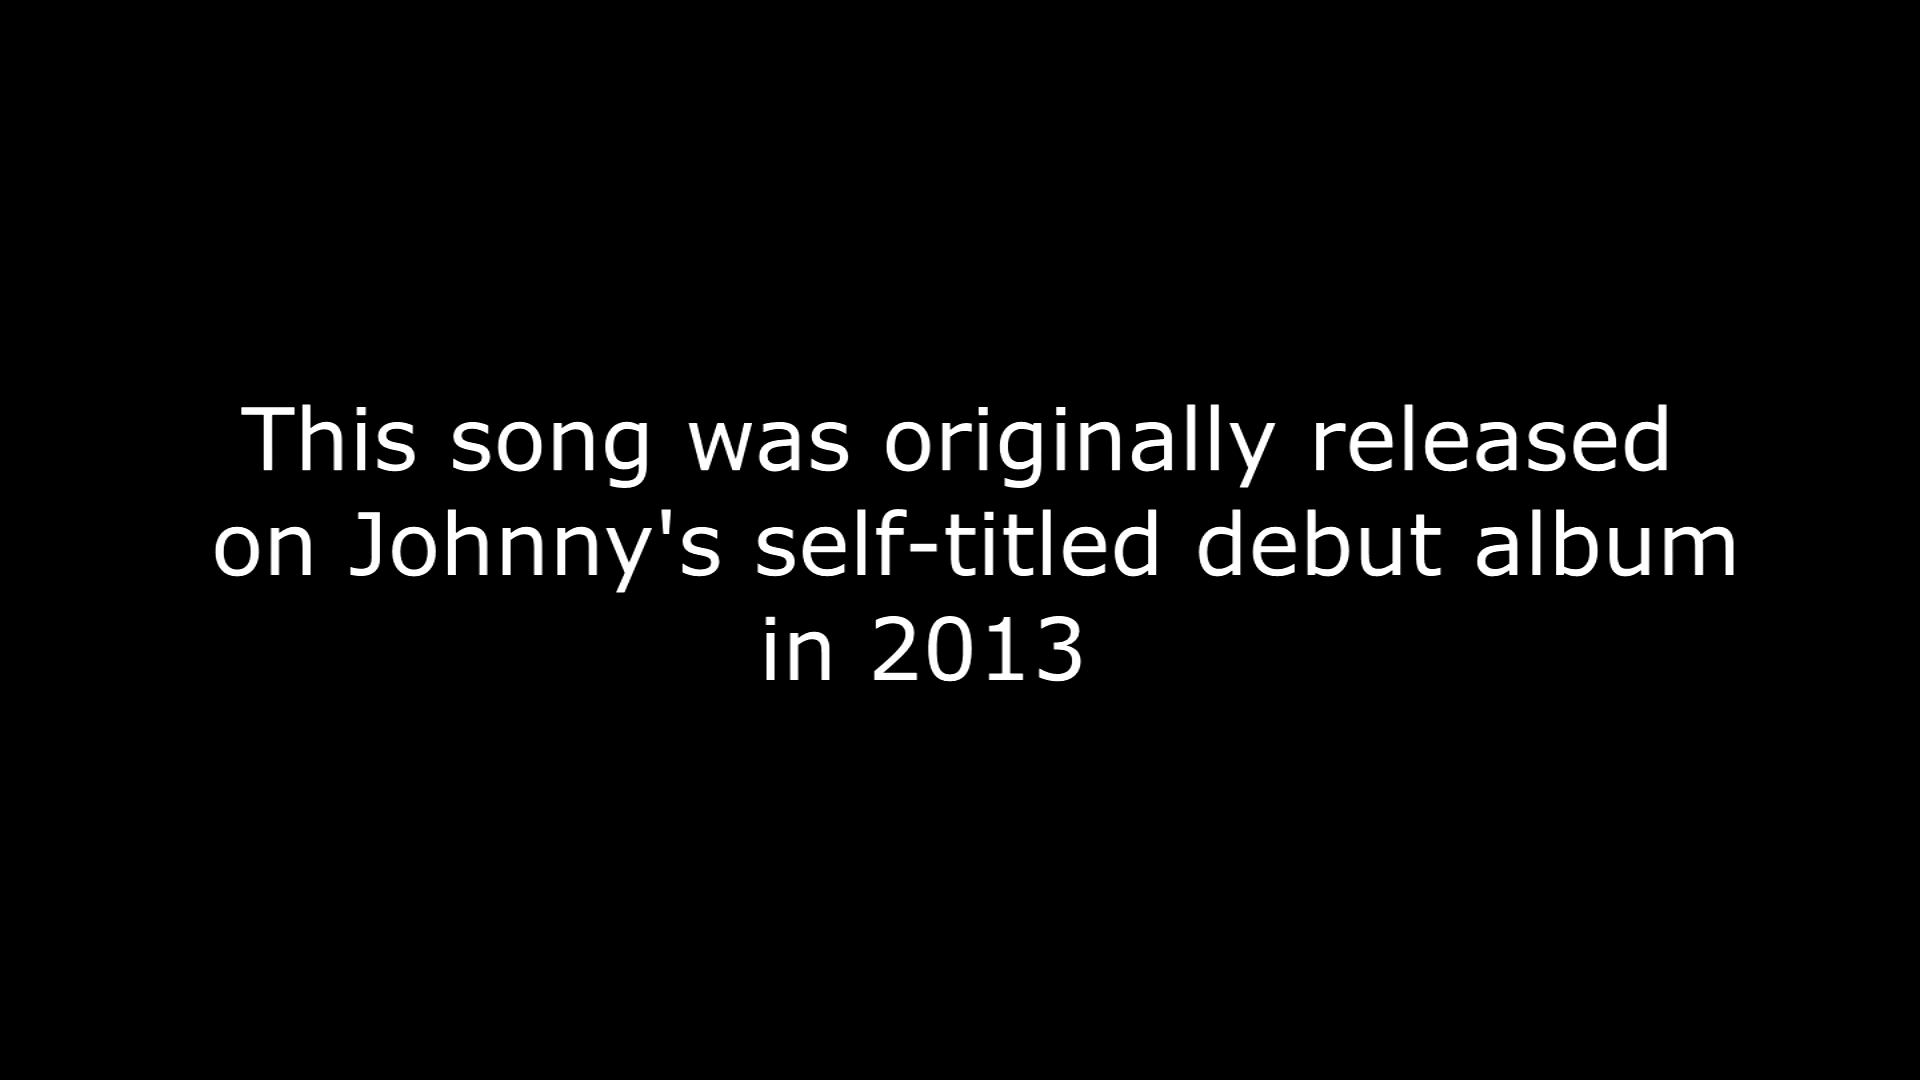 This song was originally released
on Johnny's self-titled debut album
in 2013